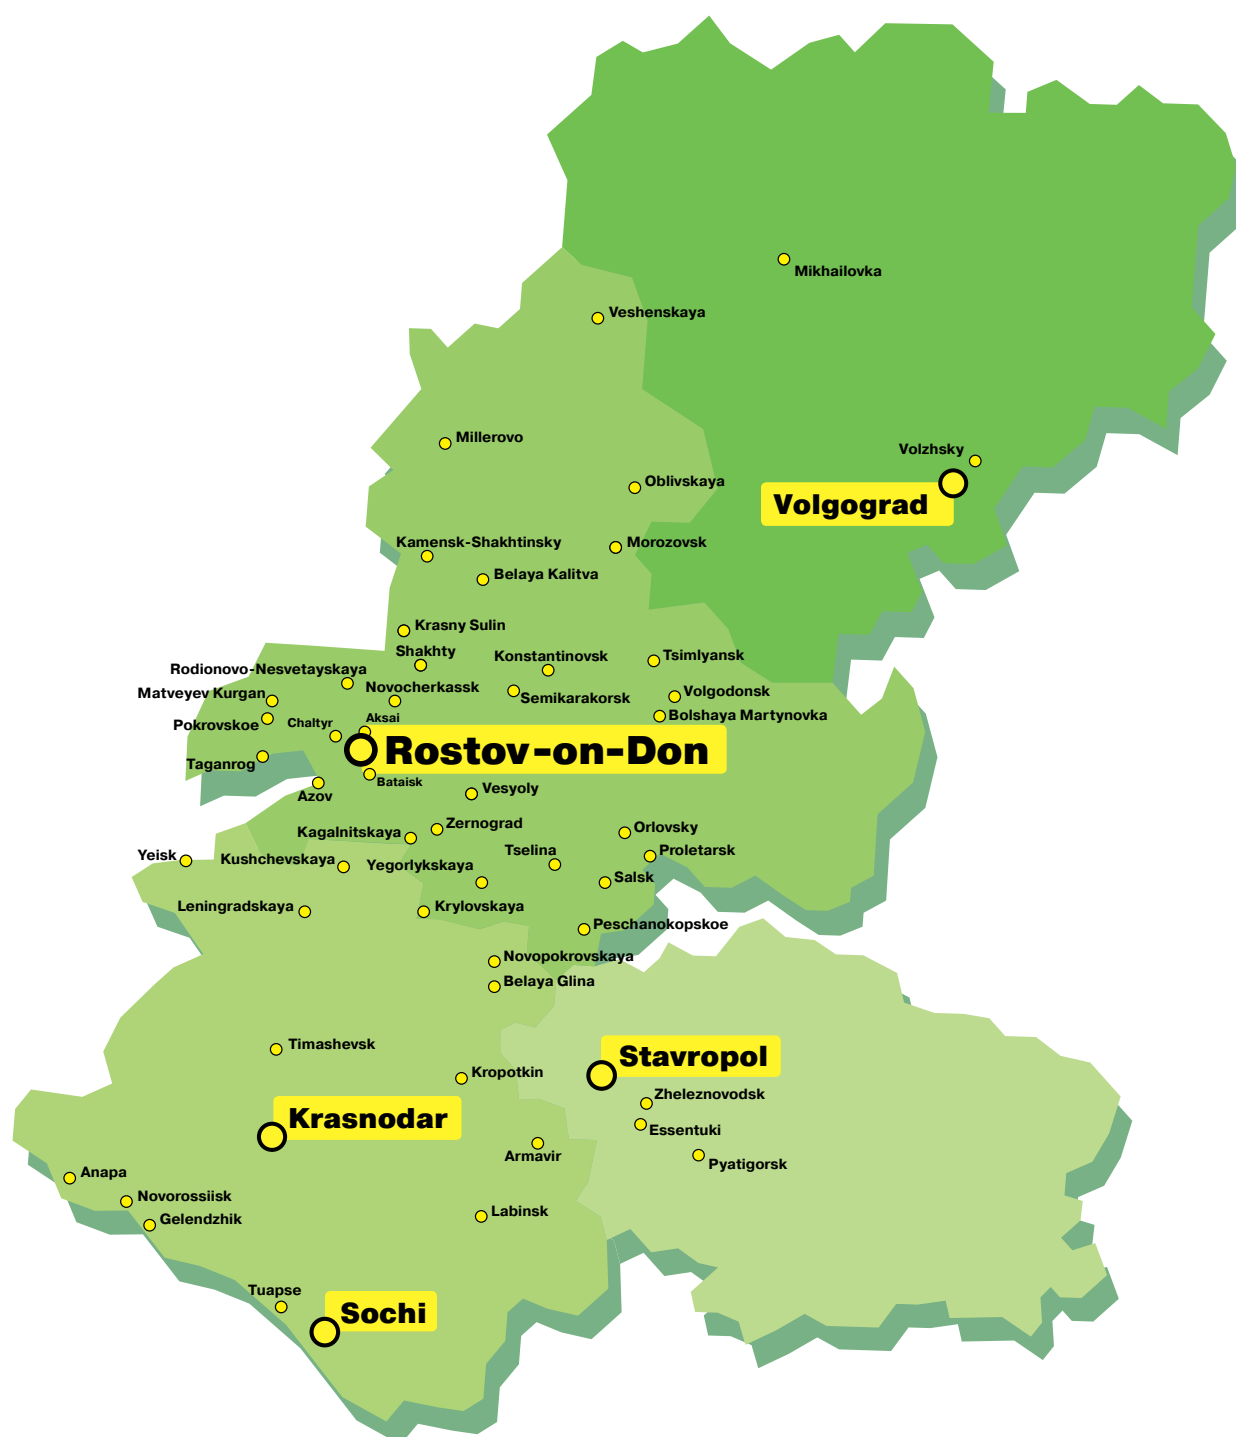 Mikhailovka
Veshenskaya
Millerovo
Volzhsky
Oblivskaya
Volgograd
Kamensk-Shakhtinsky
Morozovsk
Belaya Kalitva
Krasny Sulin
Shakhty
Konstantinovsk
Tsimlyansk
Rodionovo-Nesvetayskaya
Matveyev Kurgan
Novocherkassk
Semikarakorsk
Volgodonsk
Pokrovskoe
Chaltyr
Aksai
Bolshaya Martynovka
Rostov-on-Don
Taganrog
Bataisk
Azov
Vesyoly
Kagalnitskaya
Zernograd
Orlovsky
Yeisk
Kushchevskaya
Yegorlykskaya
Tselina
Proletarsk
Salsk
Leningradskaya
Krylovskaya
Peschanokopskoe
Novopokrovskaya
Belaya Glina
Timashevsk
Stavropol
Kropotkin
Zheleznovodsk
Krasnodar
Essentuki
Armavir
Pyatigorsk
Anapa
Novorossiisk
Labinsk
Gelendzhik
Tuapse
Sochi